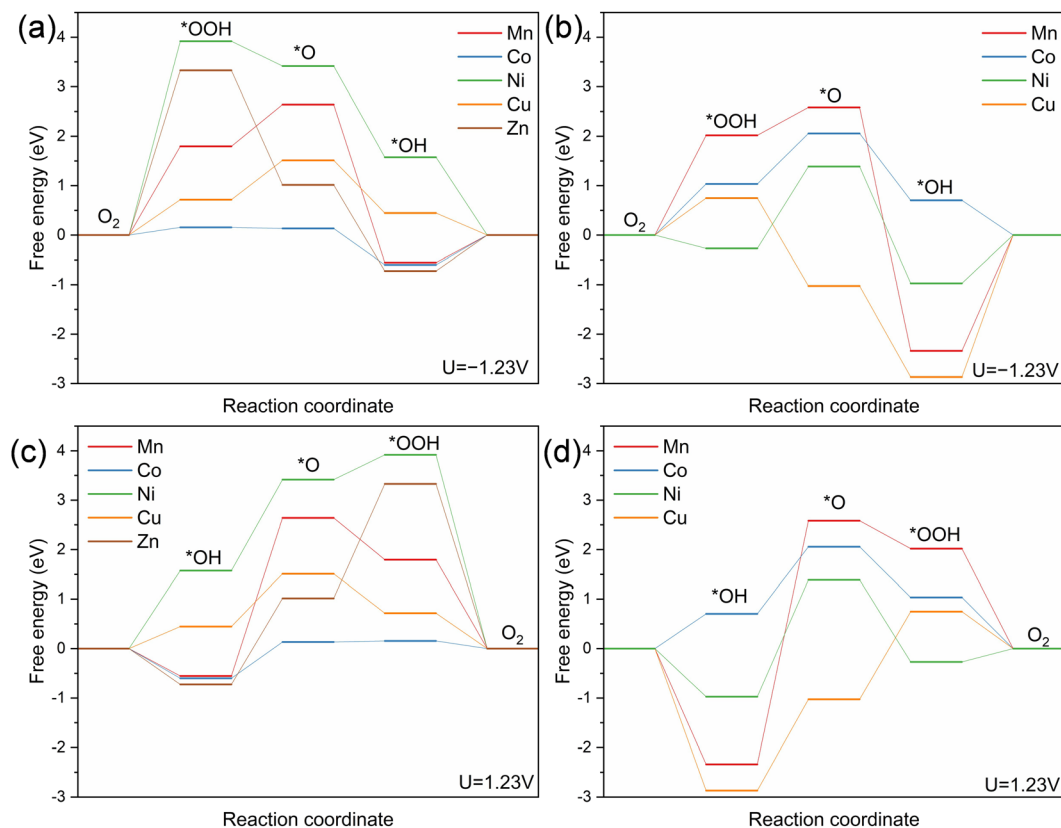 (a)
*OOH
*O
*OH
O2
Mn
Co
Ni
Cu
Zn
4
3
2
1
0
-1
-2
-3
Free energy (eV)
U=−1.23V
Reaction coordinate
(b)
*OOH
*O
*OH
O2
Mn
Co
Ni
Cu
4
3
2
1
0
-1
-2
-3
Free energy (eV)
U=−1.23V
Reaction coordinate
(c)
Mn
Co
Ni
Cu
Zn
*OH
*O
*OOH
O2
4
3
2
1
0
-1
-2
-3
Free energy (eV)
U=1.23V
Reaction coordinate
(d)
Mn
Co
Ni
Cu
*OH
*O
*OOH
O2
4
3
2
1
0
-1
-2
-3
Free energy (eV)
U=1.23V
Reaction coordinate